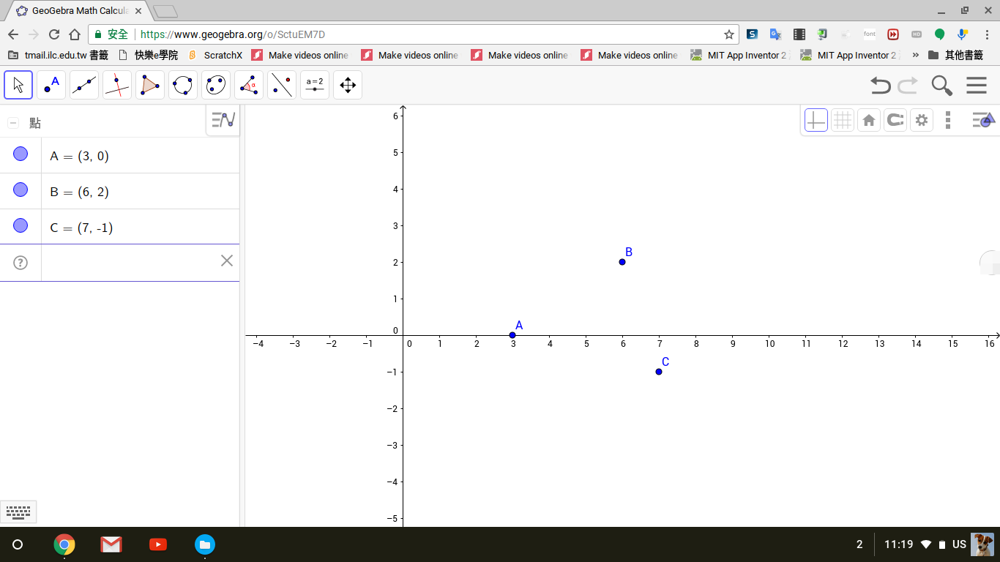 GeoGebra Math Calcula
安全 https://www.geogebra.org/o/SctuEM7D
tmail.ilc.edu.tw 書籤 快樂e學院 ScratchX Make videos online Make videos online Make videos online Make videos online MIT App Inventor 2 MIT App Inventor 2 » 其他書籤
A α a=2
點
A = (3, 0)
B = (6, 2)
C = (7, -1)
?
6
5
4
3
2
1
0
−4 −3 −2 −1 0 1 2 3 4 5 6 7 8 9 10 11 12 13 14 15 16
−1
−2
−3
−4
−5
B
A
C
2 11:19 US